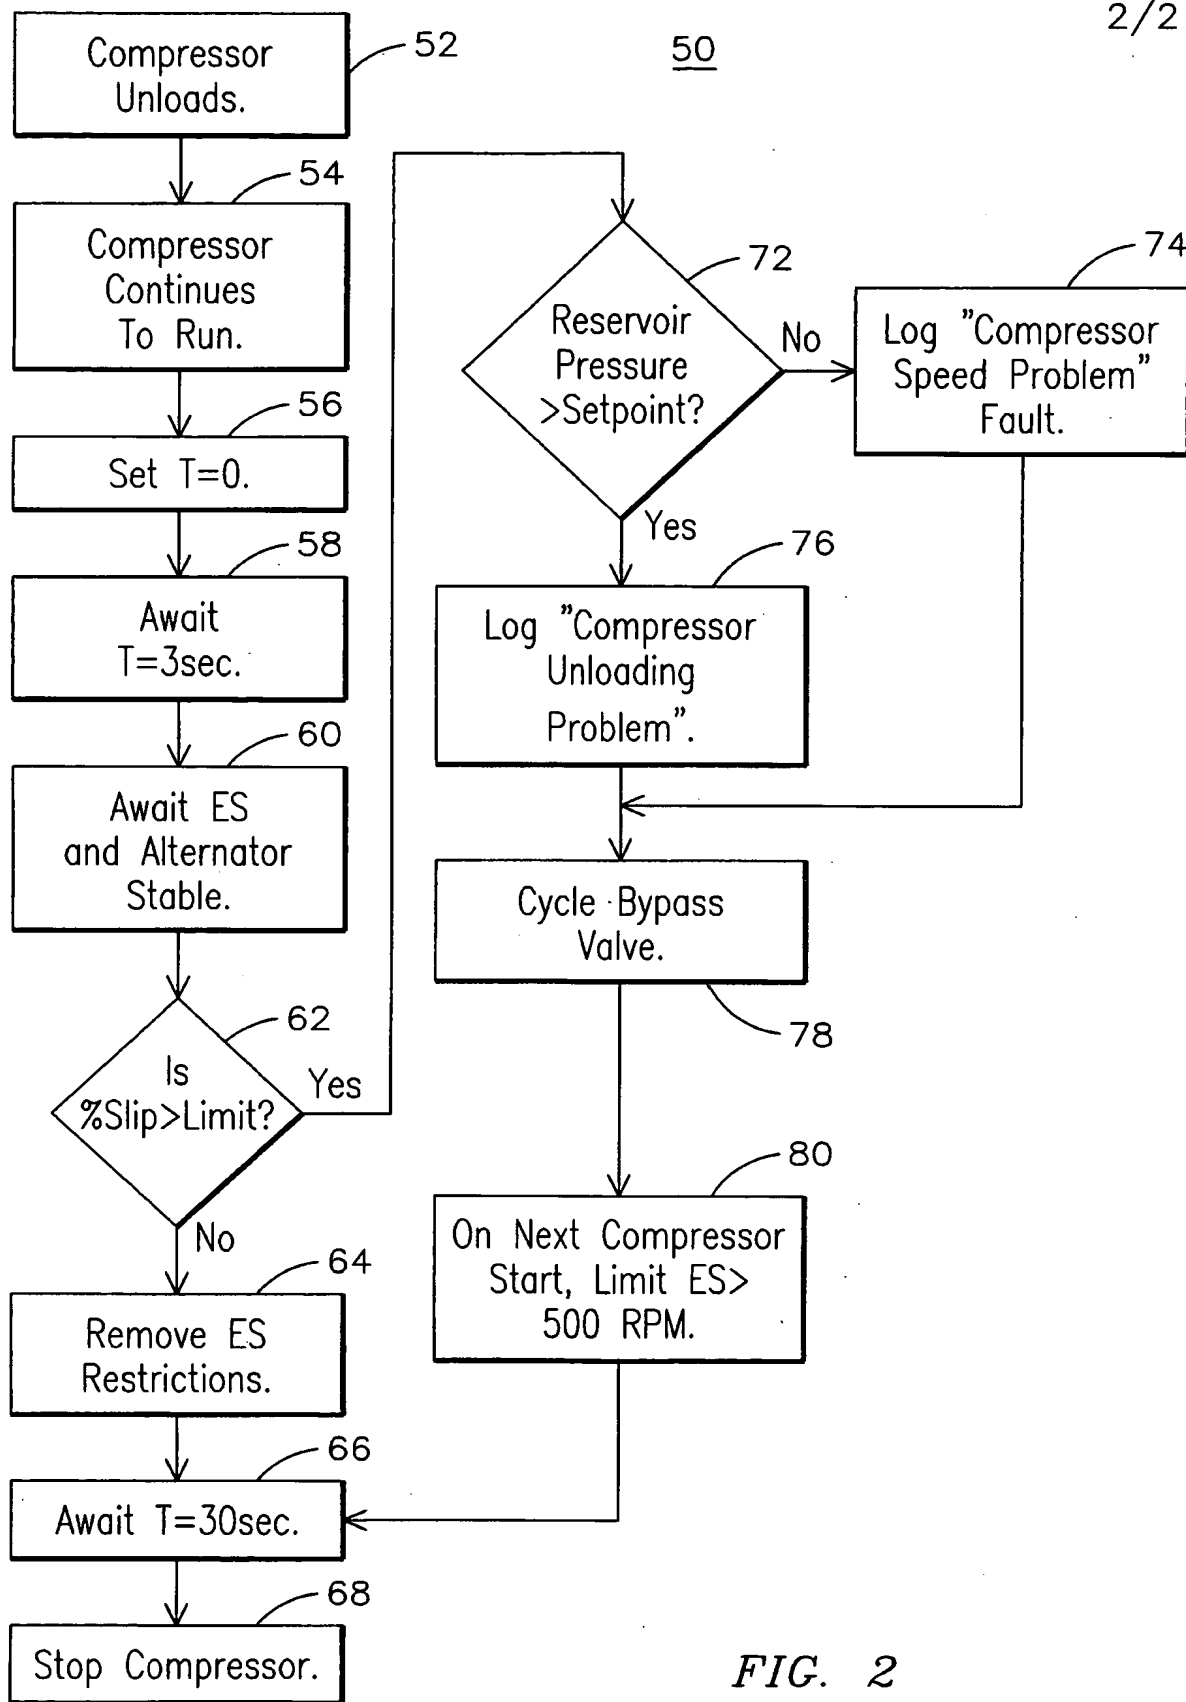 2/2
50
Compressor
Unloads.
52
54
Compressor
Continues
To Run.
56
Set T=0.
58
Await
T=3sec.
60
Await ES
and Alternator
Stable.
62
Is
%Slip>Limit?
Yes
No
64
Remove ES
Restrictions.
66
Await T=30sec.
68
Stop Compressor.
72
Reservoir
Pressure
>Setpoint?
No
Yes
74
Log "Compressor
Speed Problem"
Fault.
76
Log "Compressor
Unloading
Problem".
Cycle Bypass
Valve.
78
80
On Next Compressor
Start, Limit ES>
500 RPM.
FIG. 2